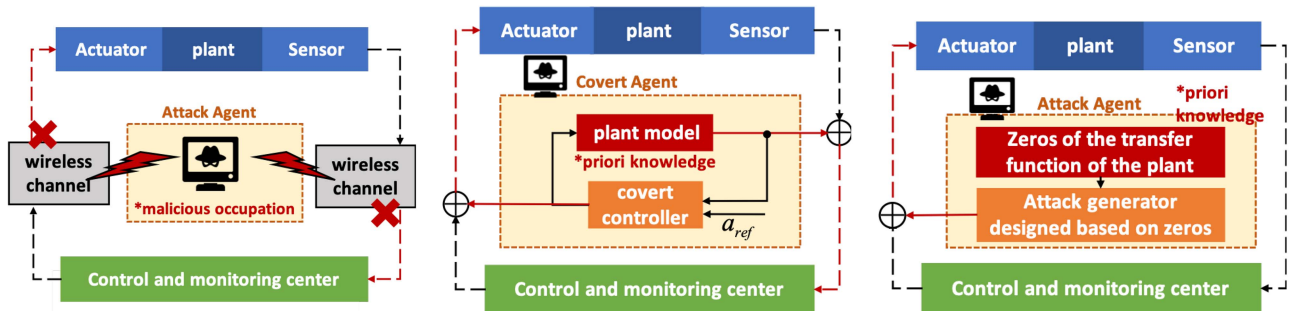 Actuator plant Sensor
Attack Agent
wireless
channel
wireless
channel
*malicious occupation
Control and monitoring center
Actuator plant Sensor
Covert Agent
plant model
*priori knowledge
covert
controller
a_ref
Control and monitoring center
Actuator plant Sensor
Attack Agent
*priori
knowledge
Zeros of the transfer
function of the plant
Attack generator
designed based on zeros
Control and monitoring center